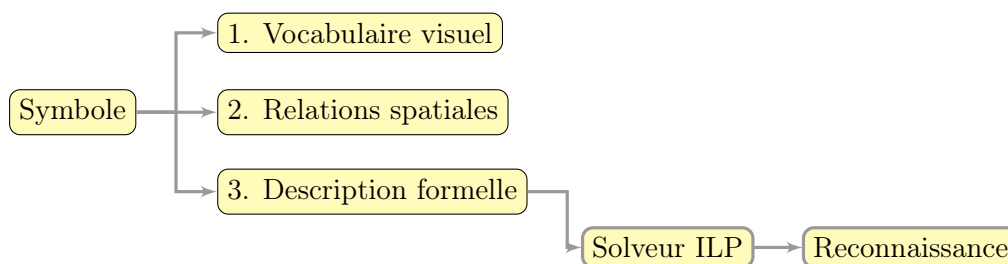 1. Vocabulaire visuel
Symbole
2. Relations spatiales
3. Description formelle
Solveur ILP
Reconnaissance